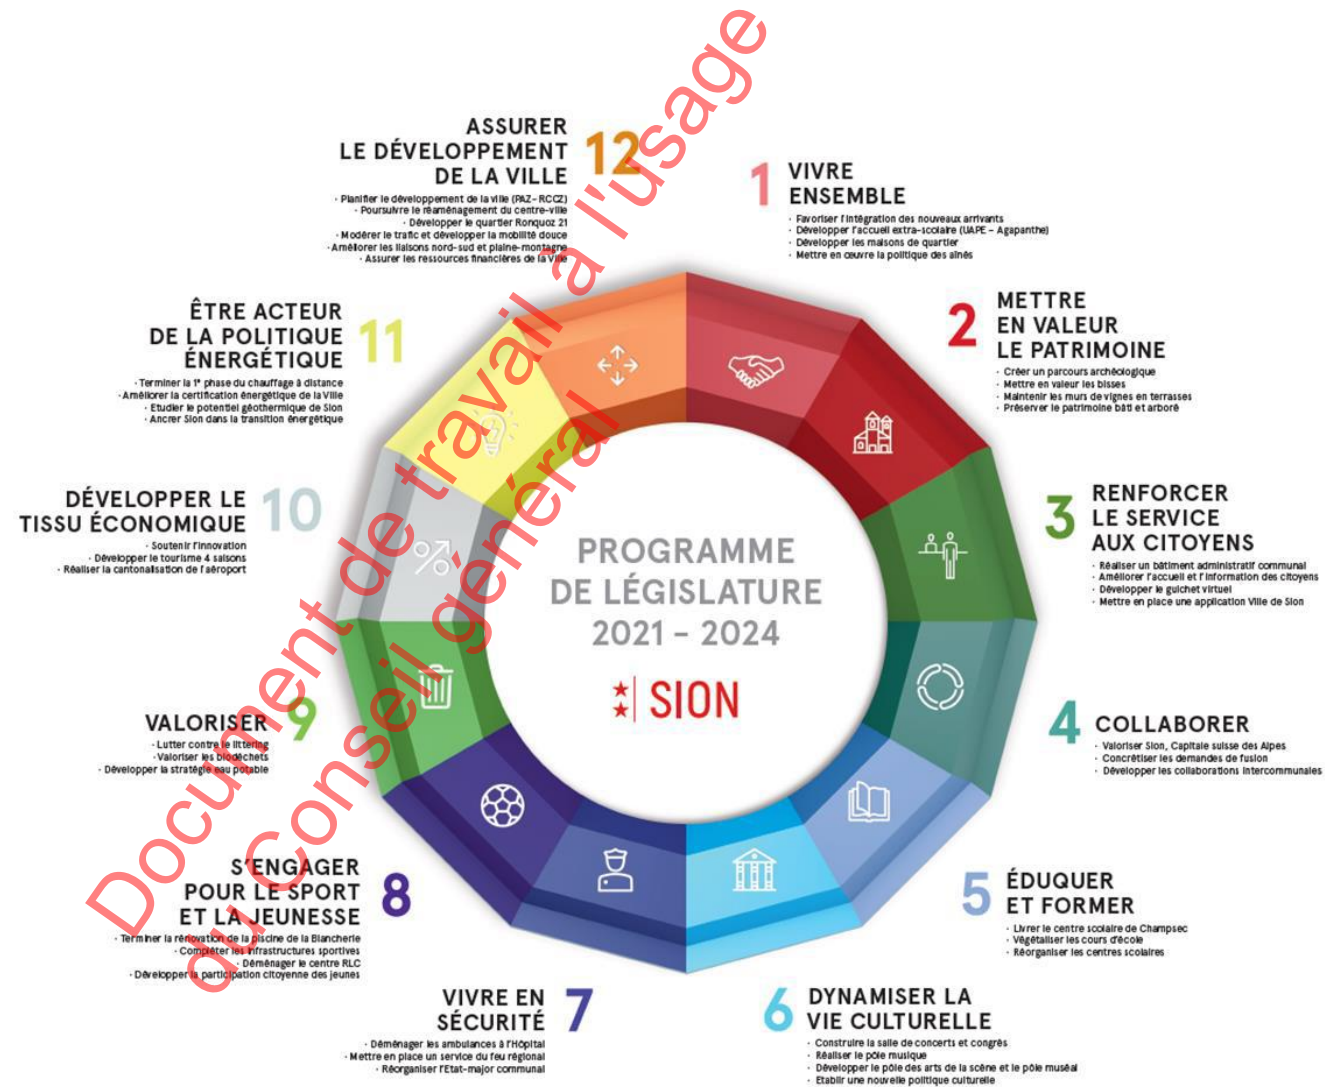 ASSURER
LE DÉVELOPPEMENT
DE LA VILLE
12
· Planifier le développement de la ville (PAZ- RCCZ)
· Poursuivre le réaménagement du centre-ville
· Développer le quartier Ronquoz 21
· Modérer le trafic et développer la mobilité douce
· Améliorer les liaisons nord-sud et plaine-montagne
· Assurer les ressources financières de la Ville
1
VIVRE
ENSEMBLE
· Favoriser l'intégration des nouveaux arrivants
· Développer l'accueil extra-scolaire (UAPE – Agapanthe)
· Développer les maisons de quartier
· Mettre en œuvre la politique des aînés
2
METTRE
EN VALEUR
LE PATRIMOINE
· Créer un parcours archéologique
· Mettre en valeur les bisses
· Maintenir les murs de vignes en terrasses
· Préserver le patrimoine bâti et arboré
ÊTRE ACTEUR
DE LA POLITIQUE
ÉNERGÉTIQUE
11
· Terminer la 1e phase du chauffage à distance
· Améliorer la certification énergétique de la Ville
· Etudier le potentiel géothermique de Sion
· Ancrer Sion dans la transition énergétique
3
RENFORCER
LE SERVICE
AUX CITOYENS
· Réaliser un bâtiment administratif communal
· Améliorer l'accueil et l'information des citoyens
· Développer le guichet virtuel
· Mettre en place une application Ville de Sion
DÉVELOPPER LE
TISSU ÉCONOMIQUE
10
· Soutenir l'innovation
· Développer le tourisme 4 saisons
· Réaliser la cantonalisation de l'aéroport
PROGRAMME
DE LÉGISLATURE
2021 – 2024
SION
4
COLLABORER
· Valoriser Sion, Capitale suisse des Alpes
· Concrétiser les demandes de fusion
· Développer les collaborations intercommunales
VALORISER
9
· Lutter contre le littering
· Valoriser les biodéchets
· Développer la stratégie eau potable
5
ÉDUQUER
ET FORMER
· Livrer le centre scolaire de Champsec
· Végétaliser les cours d'école
· Réorganiser les centres scolaires
S'ENGAGER
POUR LE SPORT
ET LA JEUNESSE
8
· Terminer la rénovation de la piscine de la Blancherie
· Compléter les infrastructures sportives
· Déménager le centre RLC
· Développer la participation citoyenne des jeunes
6
DYNAMISER LA
VIE CULTURELLE
· Construire la salle de concerts et congrès
· Réaliser le pôle musique
· Développer le pôle des arts de la scène et le pôle muséal
· Etablir une nouvelle politique culturelle
VIVRE EN
SÉCURITÉ
7
· Déménager les ambulances à l'Hôpital
· Mettre en place un service du feu régional
· Réorganiser l'Etat-major communal
Document de travail à l'usage
du Conseil général